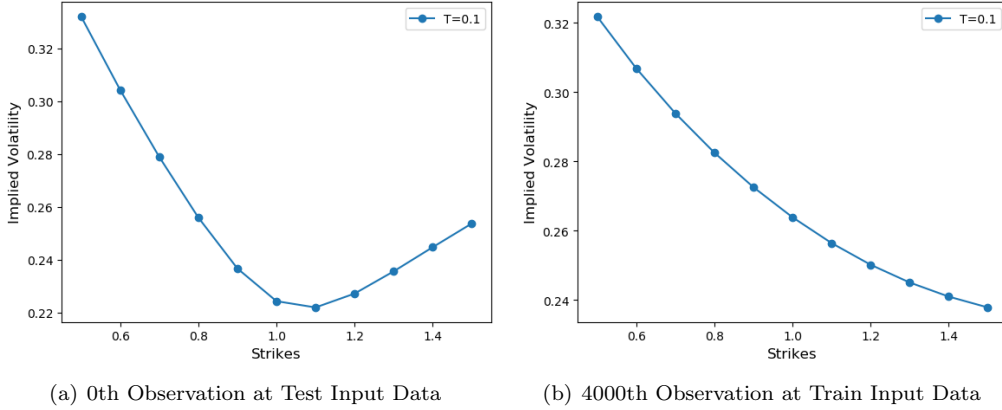 T=0.1
0.32
0.30
0.28
0.26
0.24
0.22
Implied Volatility
0.6 0.8 1.0 1.2 1.4
Strikes
(a) 0th Observation at Test Input Data
T=0.1
0.32
0.30
0.28
0.26
0.24
Implied Volatility
0.6 0.8 1.0 1.2 1.4
Strikes
(b) 4000th Observation at Train Input Data